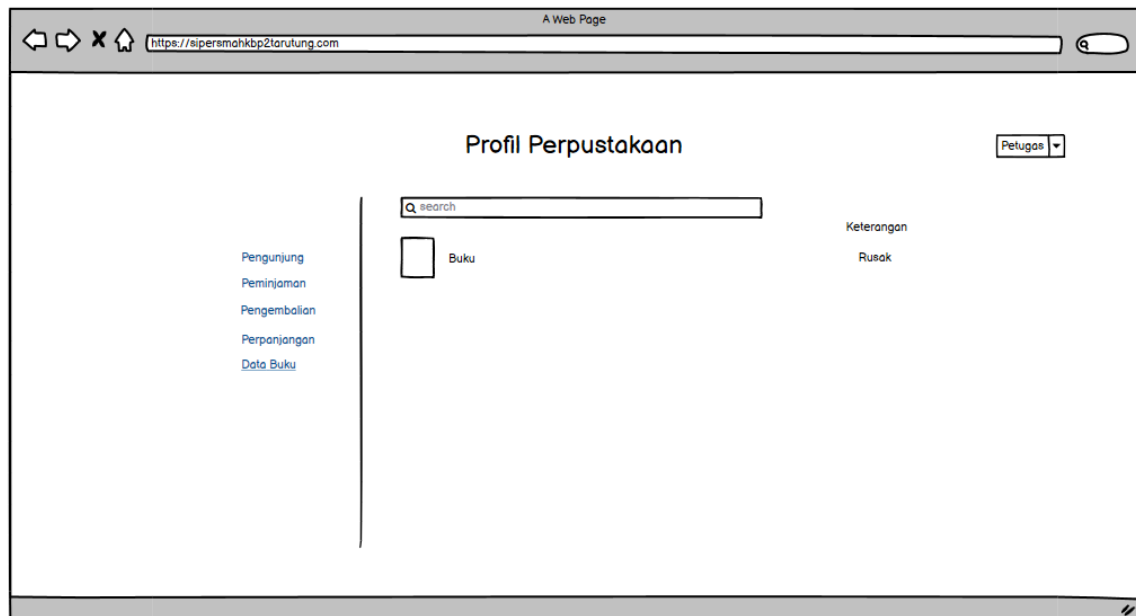 A Web Page
https://sipersmahkbp2tarutung.com
Profil Perpustakaan
Petugas
search
Keterangan
Pengunjung
Buku
Rusak
Peminjaman
Pengembalian
Perpanjangan
Data Buku